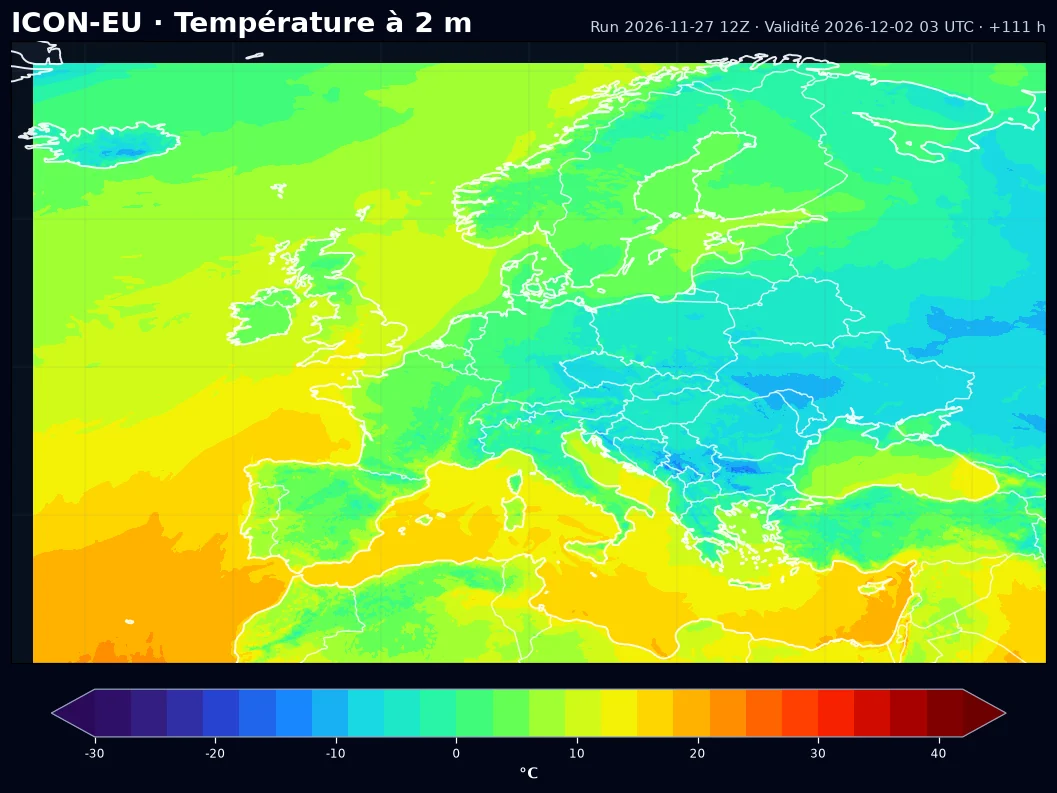 ICON-EU · Température à 2 m
Run 2026-11-27 12Z · Validité 2026-12-02 03 UTC · +111 h
-30 -20 -10 0 10 20 30 40
°C